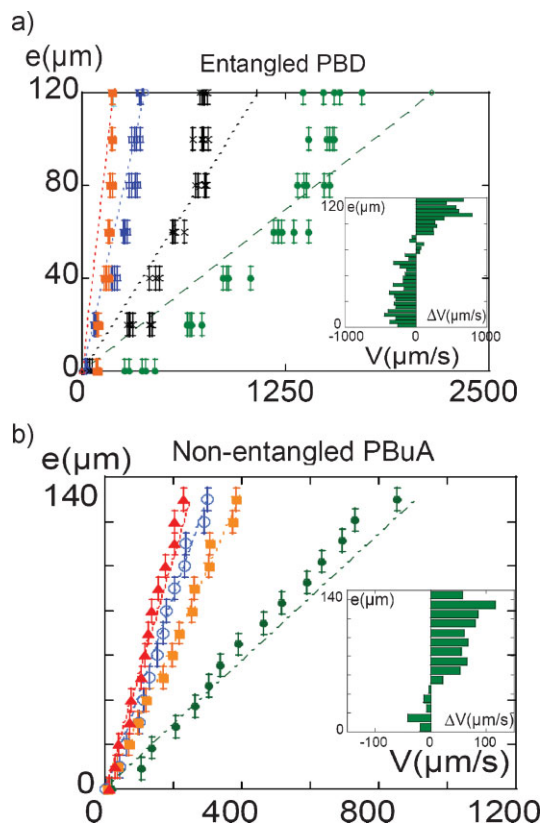 a)
e(μm)
Entangled PBD
120
80
40
0
120
e(μm)
0
ΔV(μm/s)
-1000
0
1000
V(μm/s)
0
1250
2500
b)
Non-entangled PBuA
e(μm)
140
0
140
e(μm)
0
ΔV(μm/s)
-100
0
100
V(μm/s)
0
400
800
1200